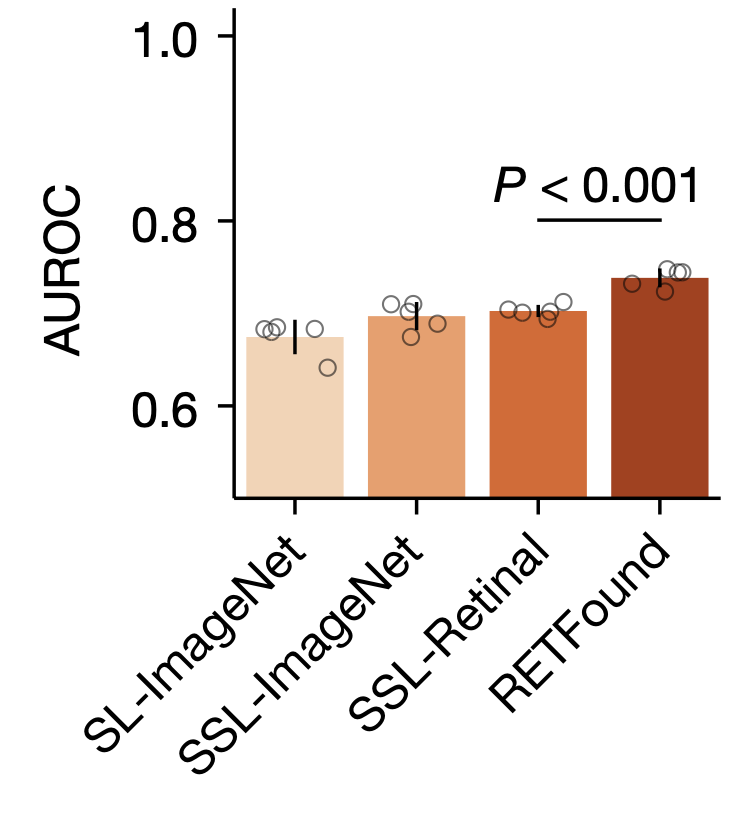 1.0
0.8
0.6
AUROC
P < 0.001
SL-ImageNet
SSL-ImageNet
SSL-Retinal
RETFound